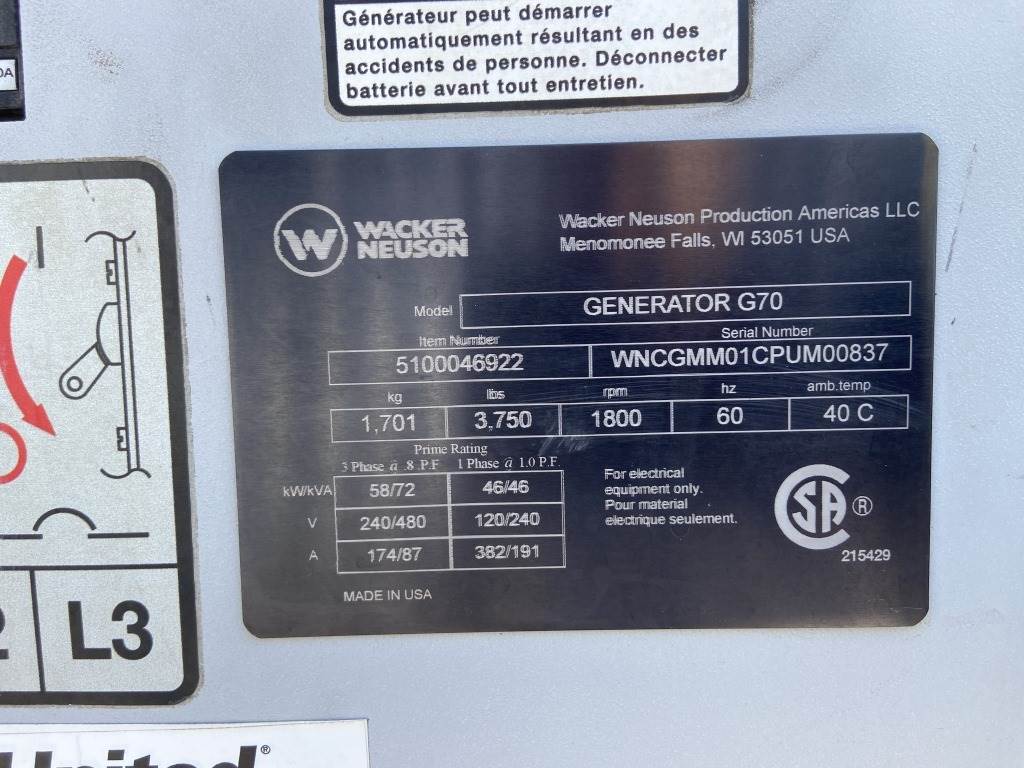 Générateur peut démarrer
automatiquement résultant en des
accidents de personne. Déconnecter
batterie avant tout entretien.
WACKER
NEUSON
Wacker Neuson Production Americas LLC
Menomonee Falls, WI 53051 USA
Model GENERATOR G70
Item Number Serial Number
5100046922 WNCGMM01CPUM00837
kg lbs rpm hz amb.temp
1,701 3,750 1800 60 40 C
Prime Rating
3 Phase @ .8 .P.F 1 Phase @ 1.0 P.F.
kW/kVA 58/72 46/46
V 240/480 120/240
A 174/87 382/191
For electrical
equipment only.
Pour material
electrique seulement.
SA ®
215429
MADE IN USA
L3
United®